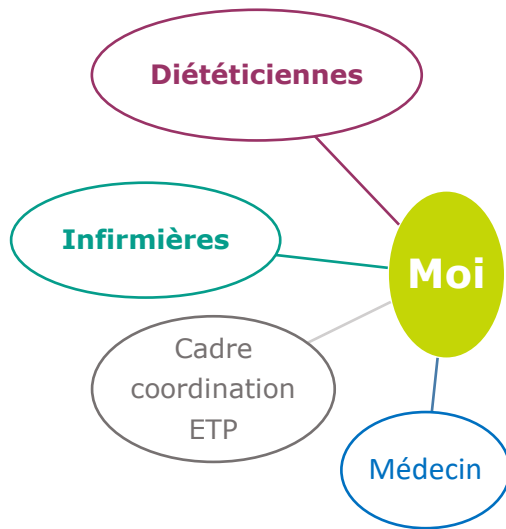 Diététiciennes
Infirmières
Moi
Cadre
coordination
ETP
Médecin